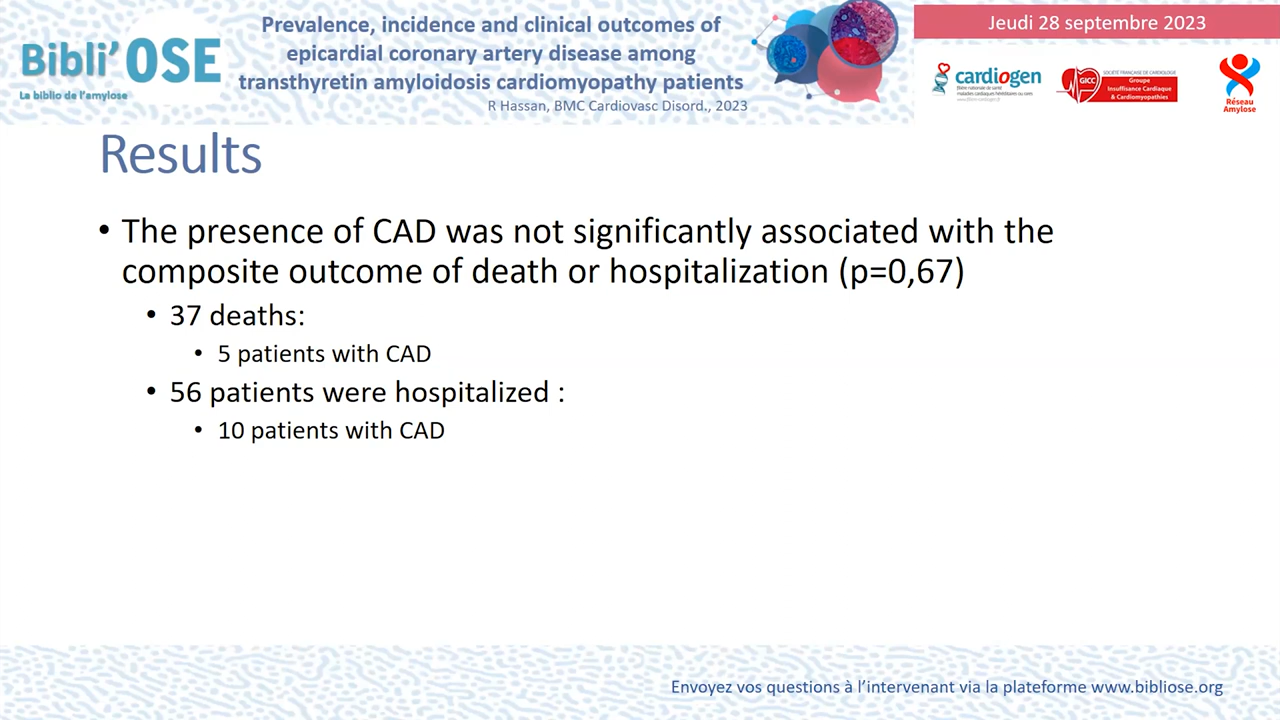 Bibli'OSE
La biblio de l'amylose
Prevalence, incidence and clinical outcomes of
epicardial coronary artery disease among
transthyretin amyloidosis cardiomyopathy patients
R Hassan, BMC Cardiovasc Disord., 2023
Jeudi 28 septembre 2023
cardiogen
filière nationale de santé
maladies cardiaques héréditaires ou rares
GICC
SOCIÉTÉ FRANÇAISE DE CARDIOLOGIE
Groupe
Insuffisance Cardiaque
& Cardiomyopathies
Réseau
Amylose
Results
• The presence of CAD was not significantly associated with the
composite outcome of death or hospitalization (p=0,67)
• 37 deaths:
• 5 patients with CAD
• 56 patients were hospitalized :
• 10 patients with CAD
Envoyez vos questions à l'intervenant via la plateforme www.bibliose.org